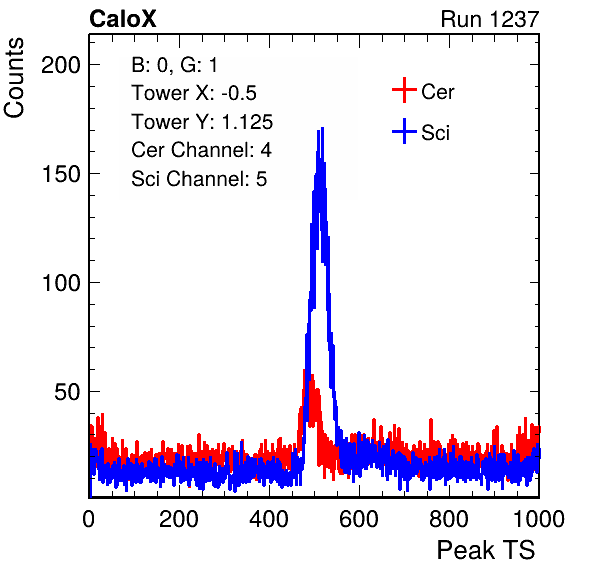 CaloX
Run 1237
Counts
200
150
100
50
B: 0, G: 1
Tower X: -0.5
Tower Y: 1.125
Cer Channel: 4
Sci Channel: 5
Cer
Sci
0 200 400 600 800 1000
Peak TS